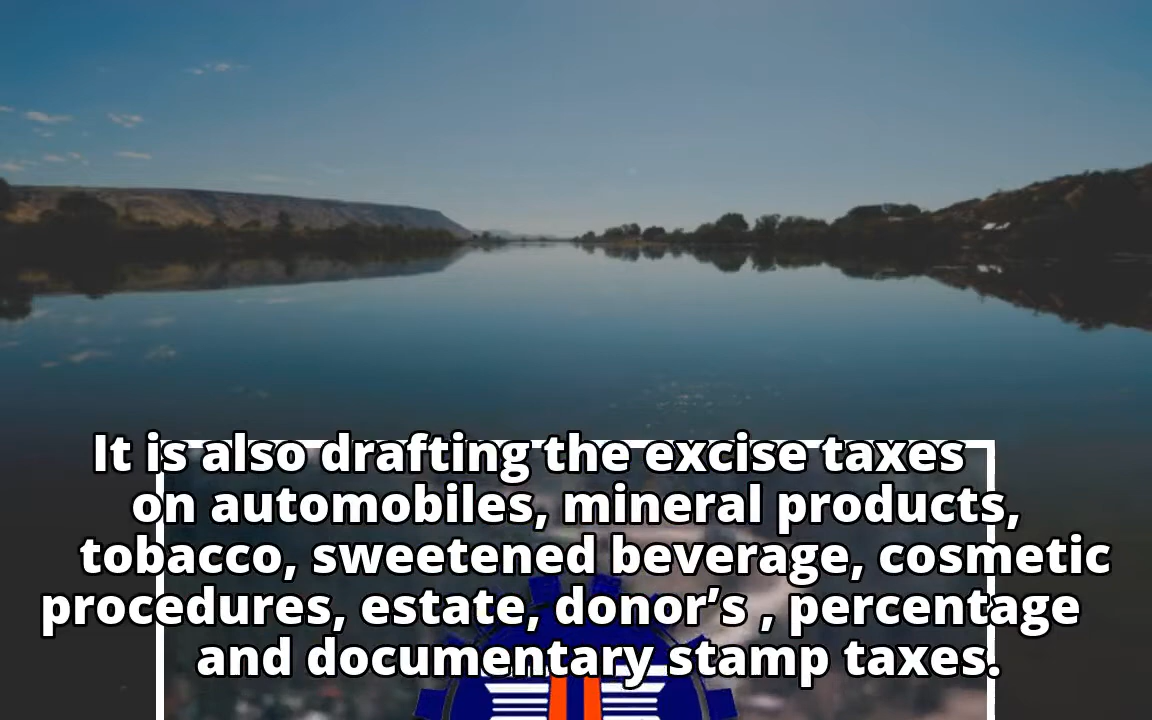 It is also drafting the excise taxes
on automobiles, mineral products,
tobacco, sweetened beverage, cosmetic
procedures, estate, donor’s , percentage
and documentary stamp taxes.